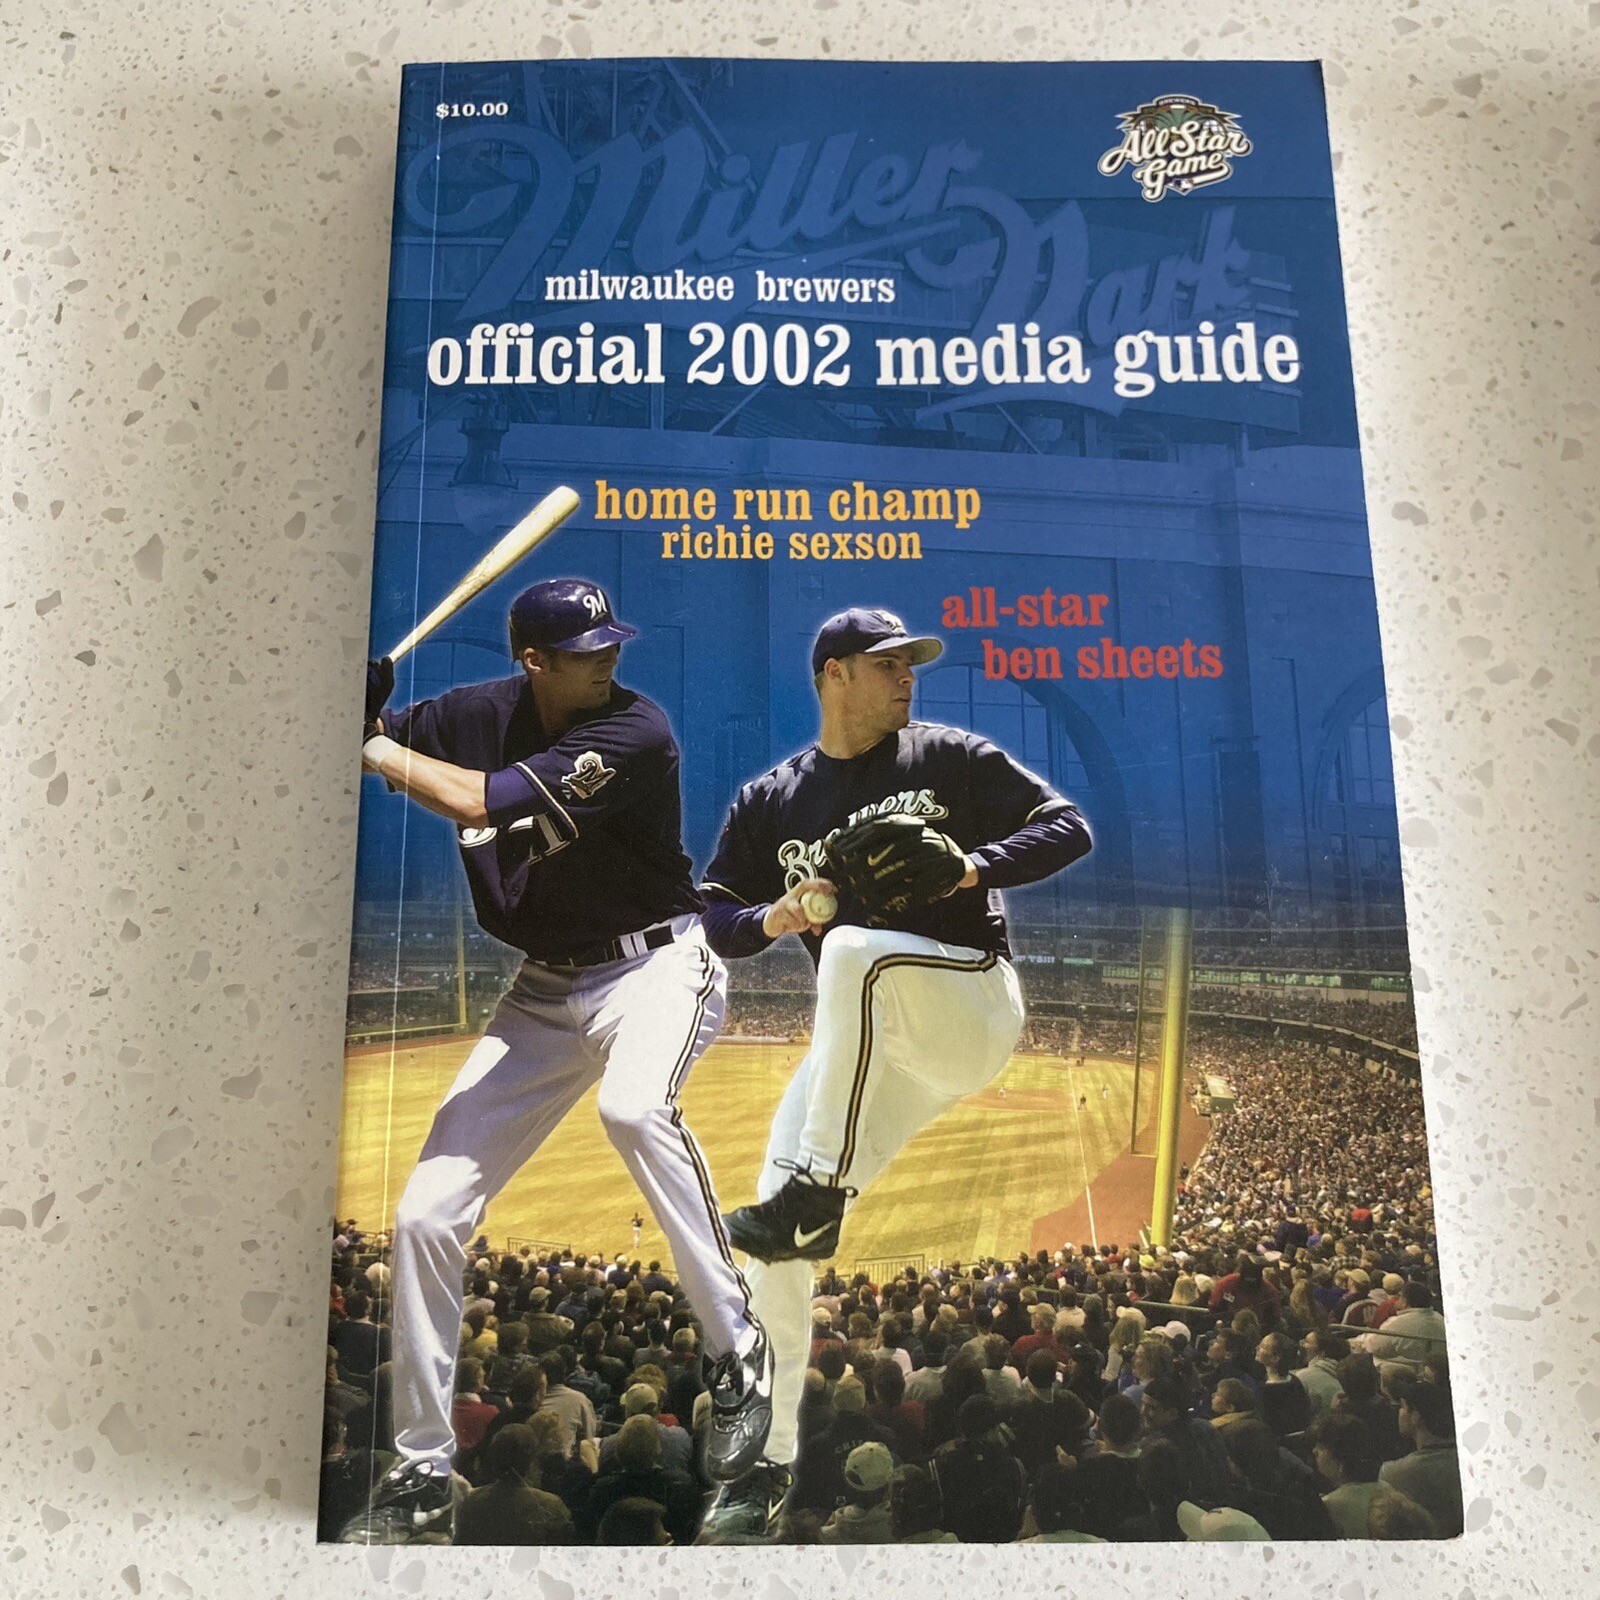 $10.00
BREWERS
All Star
Game
Miller
Park
milwaukee brewers
official 2002 media guide
home run champ
richie sexson
all-star
ben sheets
M
Brewers